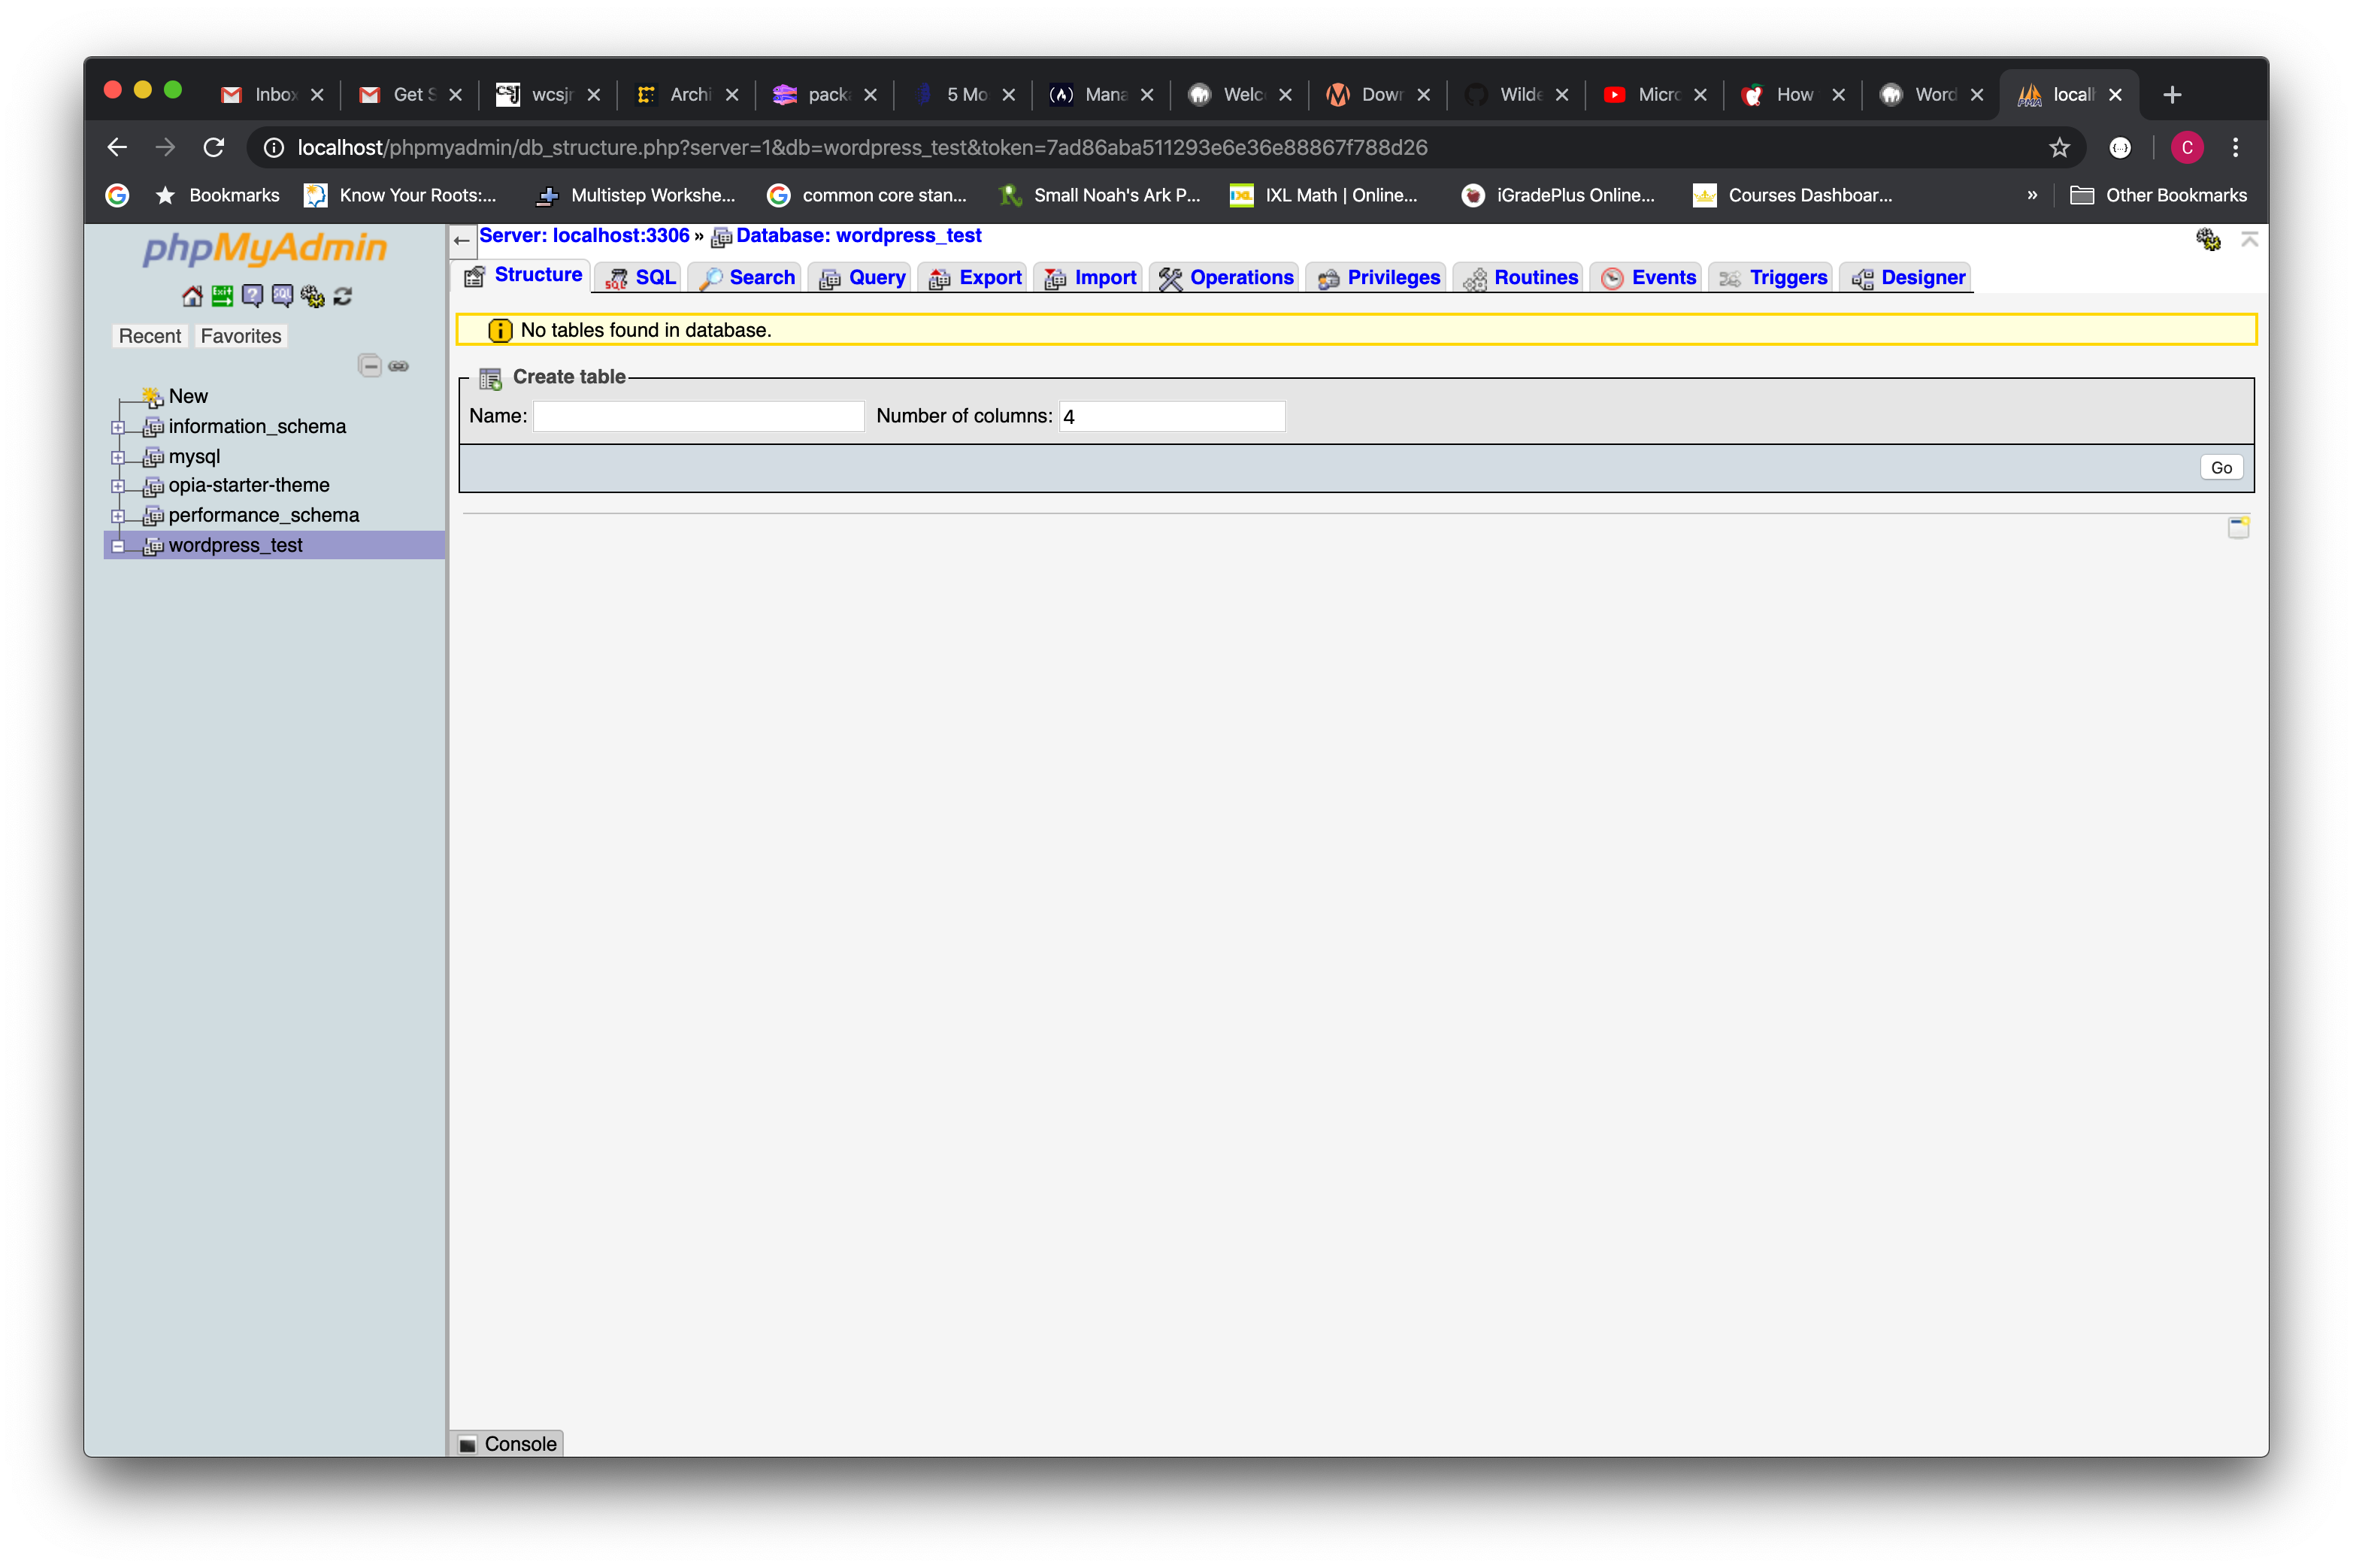 Inbox Get S wcsjr Archi packa 5 Mo Mana Welc Dowr Wilde Micro How Word localh
localhost/phpmyadmin/db_structure.php?server=1&db=wordpress_test&token=7ad86aba511293e6e36e88867f788d26 C
Bookmarks Know Your Roots:... Multistep Workshe... common core stan... Small Noah's Ark P... IXL Math | Online... iGradePlus Online... Courses Dashboar... » Other Bookmarks
phpMyAdmin
Recent Favorites
New
information_schema
mysql
opia-starter-theme
performance_schema
wordpress_test
Server: localhost:3306 » Database: wordpress_test
Structure SQL Search Query Export Import Operations Privileges Routines Events Triggers Designer
No tables found in database.
Create table
Name: Number of columns: 4
Go
Console